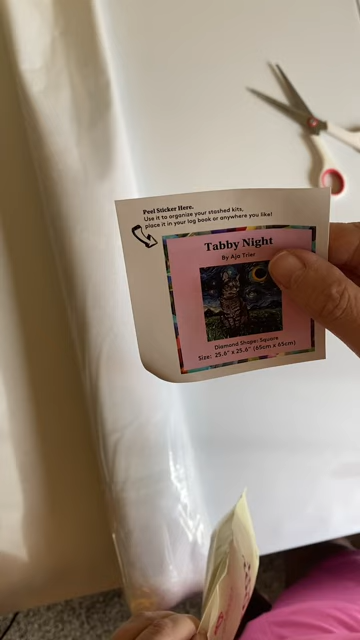 Peel Sticker Here.
Use it to organize your stashed kits,
place it in your log book or anywhere you like!
Tabby Night
By Aja Trier
Diamond Shape: Square
Size: 25.6" x 25.6" (65cm x 65cm)